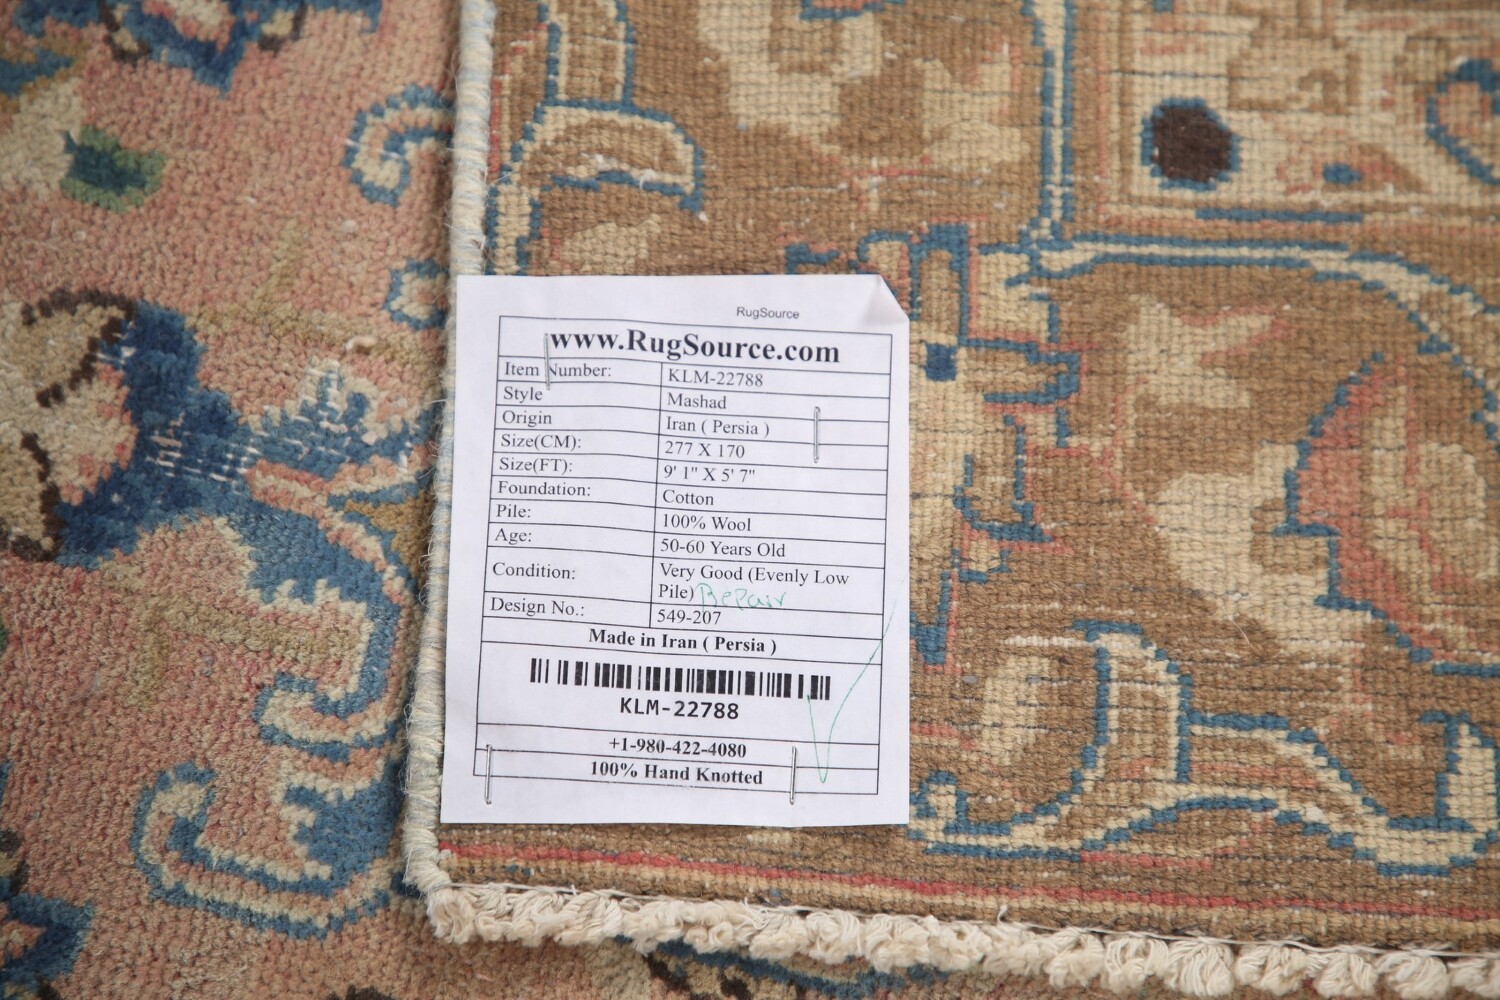 RugSource
www.RugSource.com
Item Number: KLM-22788
Style Mashad
Origin Iran ( Persia )
Size(CM): 277 X 170
Size(FT): 9' 1" X 5' 7"
Foundation: Cotton
Pile: 100% Wool
Age: 50-60 Years Old
Condition: Very Good (Evenly Low
Pile) Repair
Design No.: 549-207
Made in Iran ( Persia )
KLM-22788
+1-980-422-4080
100% Hand Knotted